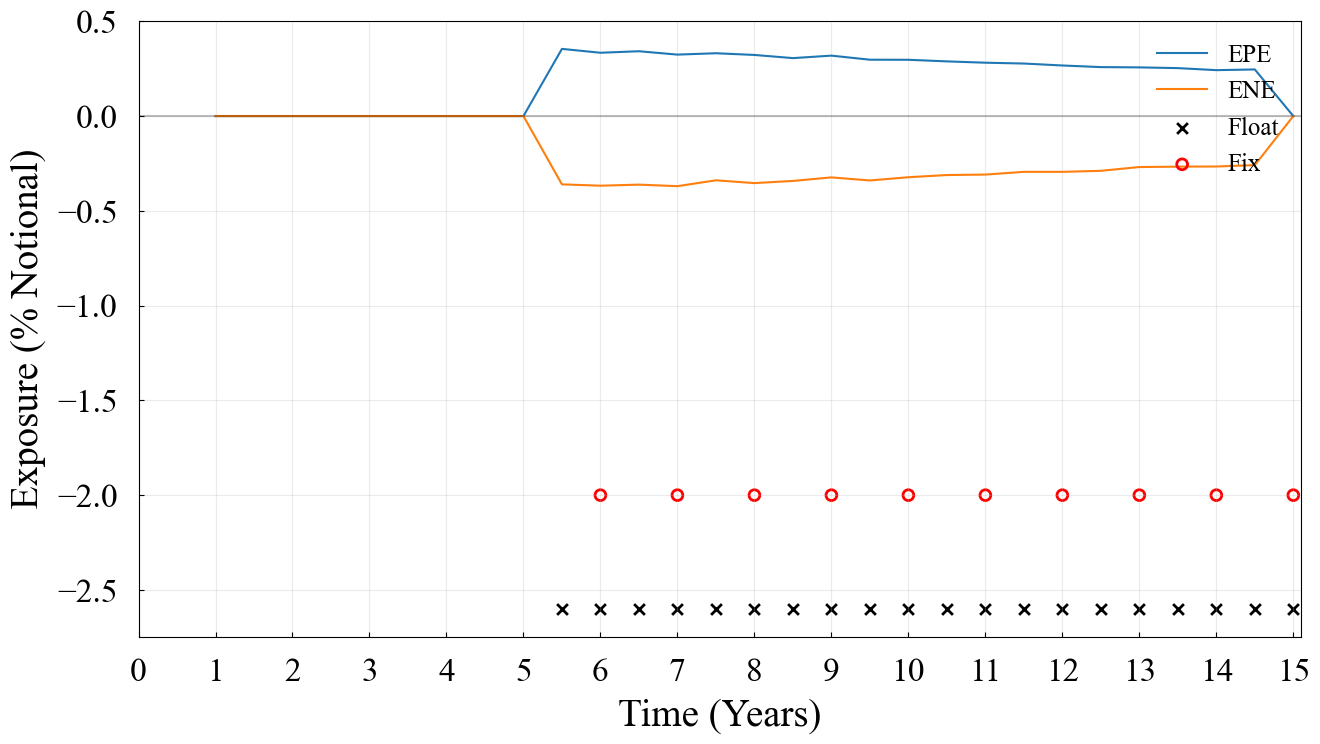 0.5
0.0
−0.5
−1.0
−1.5
−2.0
−2.5
Exposure (% Notional)
EPE
ENE
Float
Fix
0 1 2 3 4 5 6 7 8 9 10 11 12 13 14 15
Time (Years)